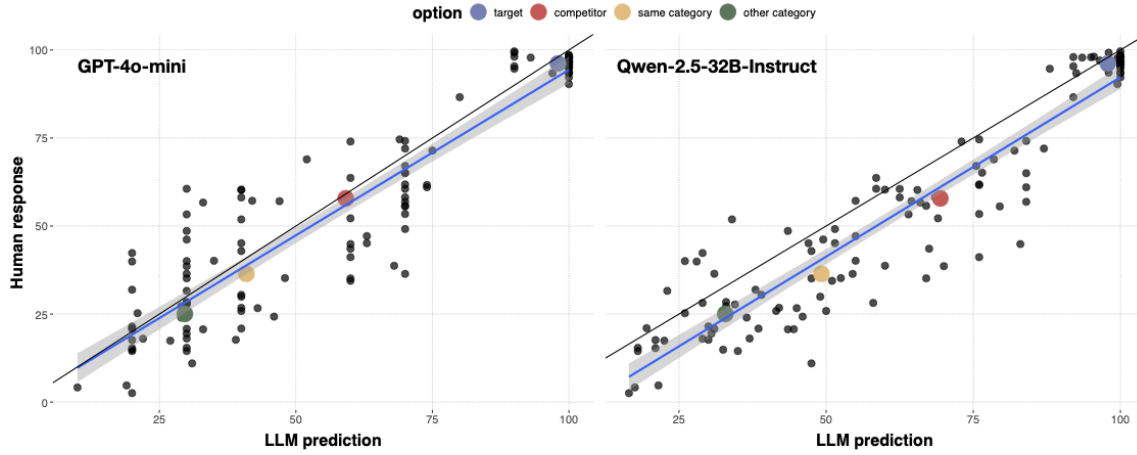 option target competitor same category other category
GPT-4o-mini
Qwen-2.5-32B-Instruct
Human response
100
75
50
25
0
25 50 75 100
25 50 75 100
LLM prediction
LLM prediction